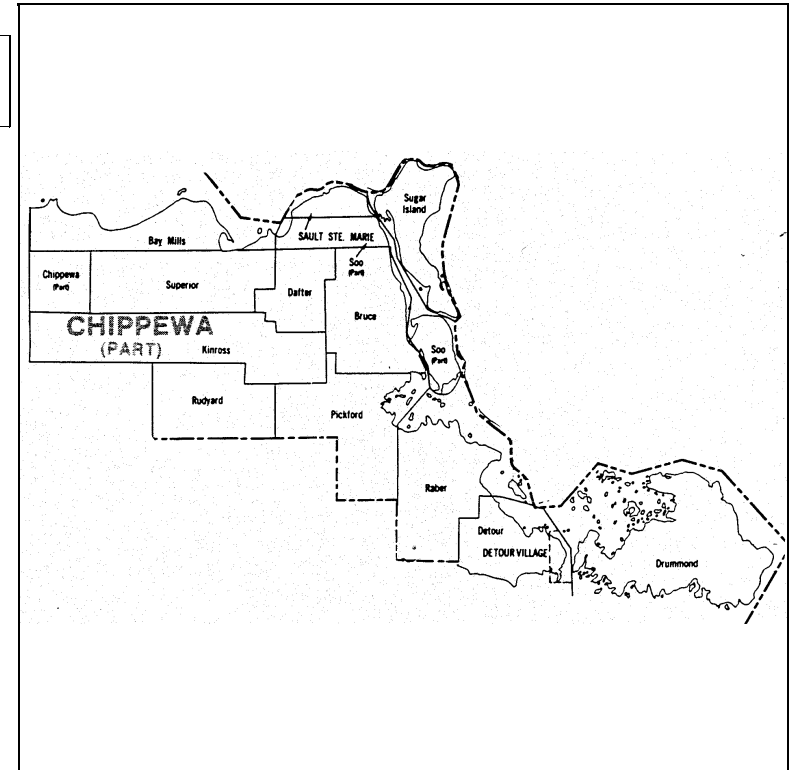 Sugar
Island
Bay Mills
SAULT STE. MARIE
Soo
(Part)
Chippewa
(Part)
Superior
Dafter
Bruce
CHIPPEWA
(PART)
Kinross
Soo
(Part)
Rudyard
Pickford
Raber
Detour
DETOUR VILLAGE
Drummond